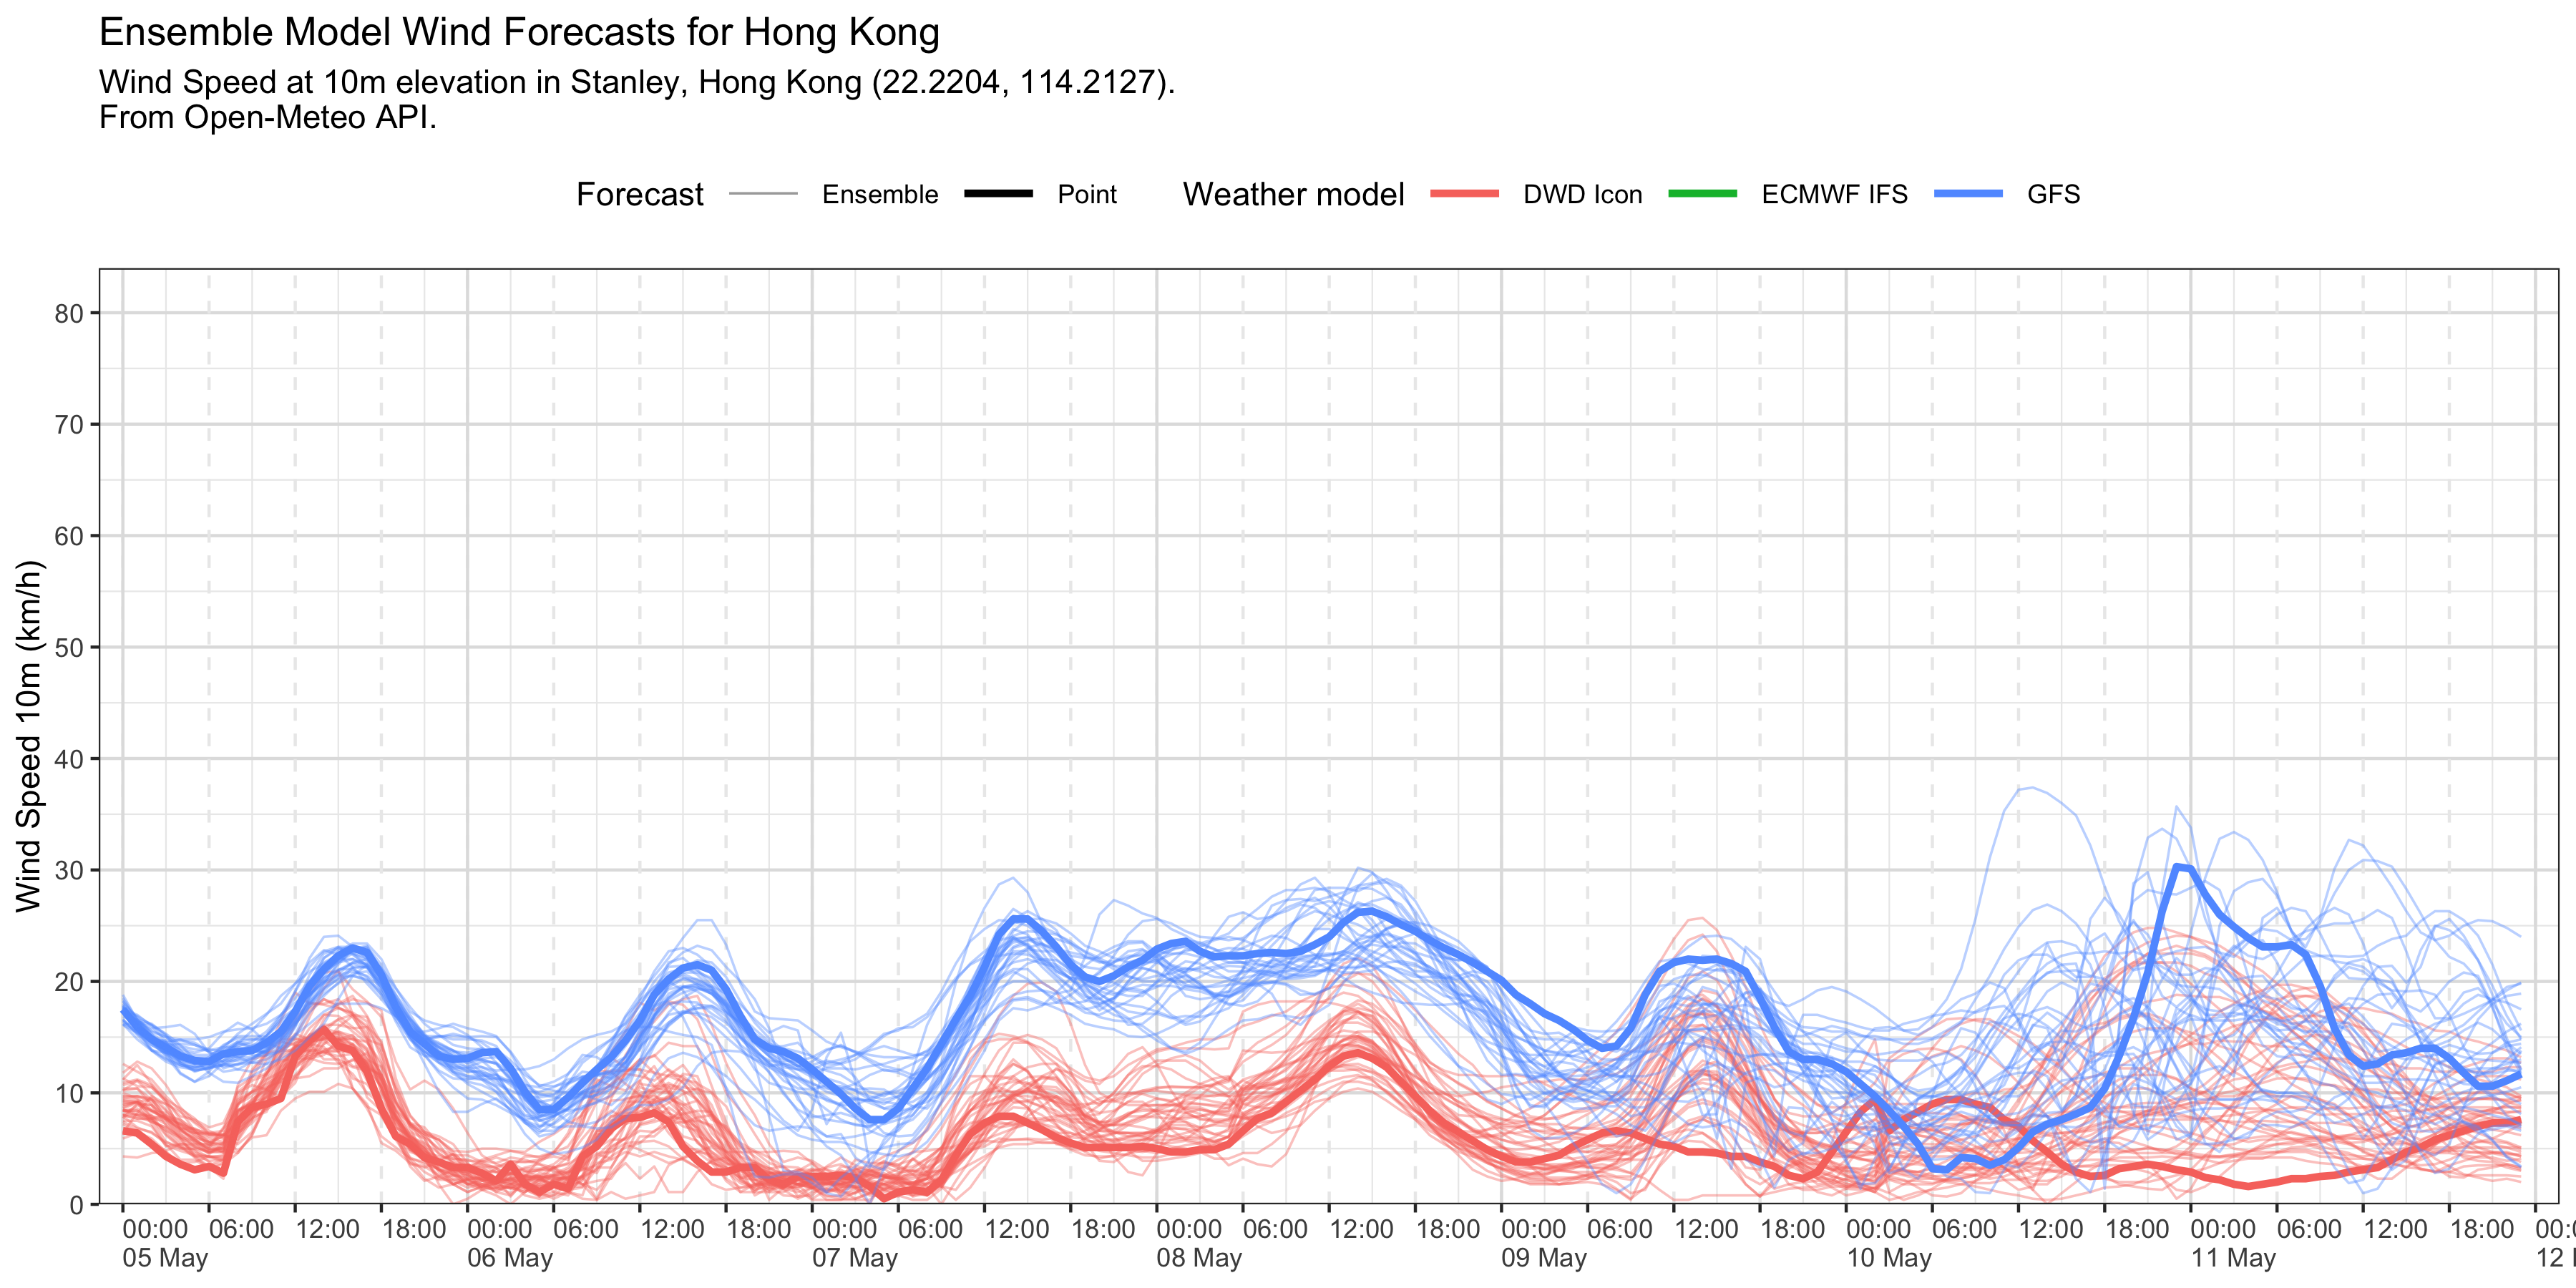 Ensemble Model Wind Forecasts for Hong Kong
Wind Speed at 10m elevation in Stanley, Hong Kong (22.2204, 114.2127).
From Open-Meteo API.
Forecast Ensemble Point Weather model DWD Icon ECMWF IFS GFS
Wind Speed 10m (km/h)
80
70
60
50
40
30
20
10
0
00:00 06:00 12:00 18:00 00:00 06:00 12:00 18:00 00:00 06:00 12:00 18:00 00:00 06:00 12:00 18:00 00:00 06:00 12:00 18:00 00:00 06:00 12:00 18:00 00:00 06:00 12:00 18:00 00:0
05 May 06 May 07 May 08 May 09 May 10 May 11 May 12